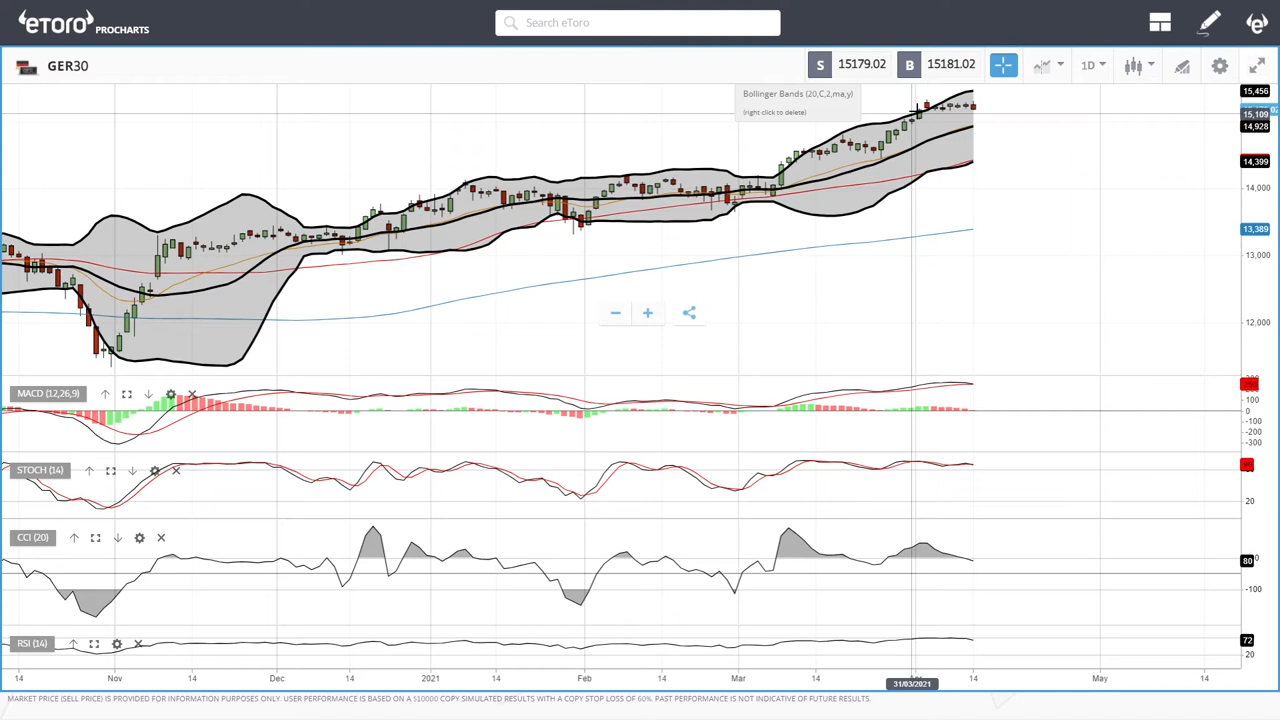 eToro PROCHARTS
Search eToro
GER30
S 15179.02 B 15181.02
1D
Bollinger Bands (20,C,2,ma,y)
(right click to delete)
15,456
15,109
14,928
14,399
14,000
13,389
13,000
12,000
MACD (12,26,9)
100
0
-100
-200
-300
STOCH (14)
20
CCI (20)
80
-100
RSI (14)
72
20
14 Nov 14 Dec 14 2021 14 Feb 14 Mar 14 14 May 14
31/03/2021
MARKET PRICE (SELL PRICE) IS PROVIDED FOR INFORMATION PURPOSES ONLY. USER PERFORMANCE IS BASED ON A $10000 COPY SIMULATED RESULTS WITH A COPY STOP LOSS OF 60%. PAST PERFORMANCE IS NOT INDICATIVE OF FUTURE RESULTS.